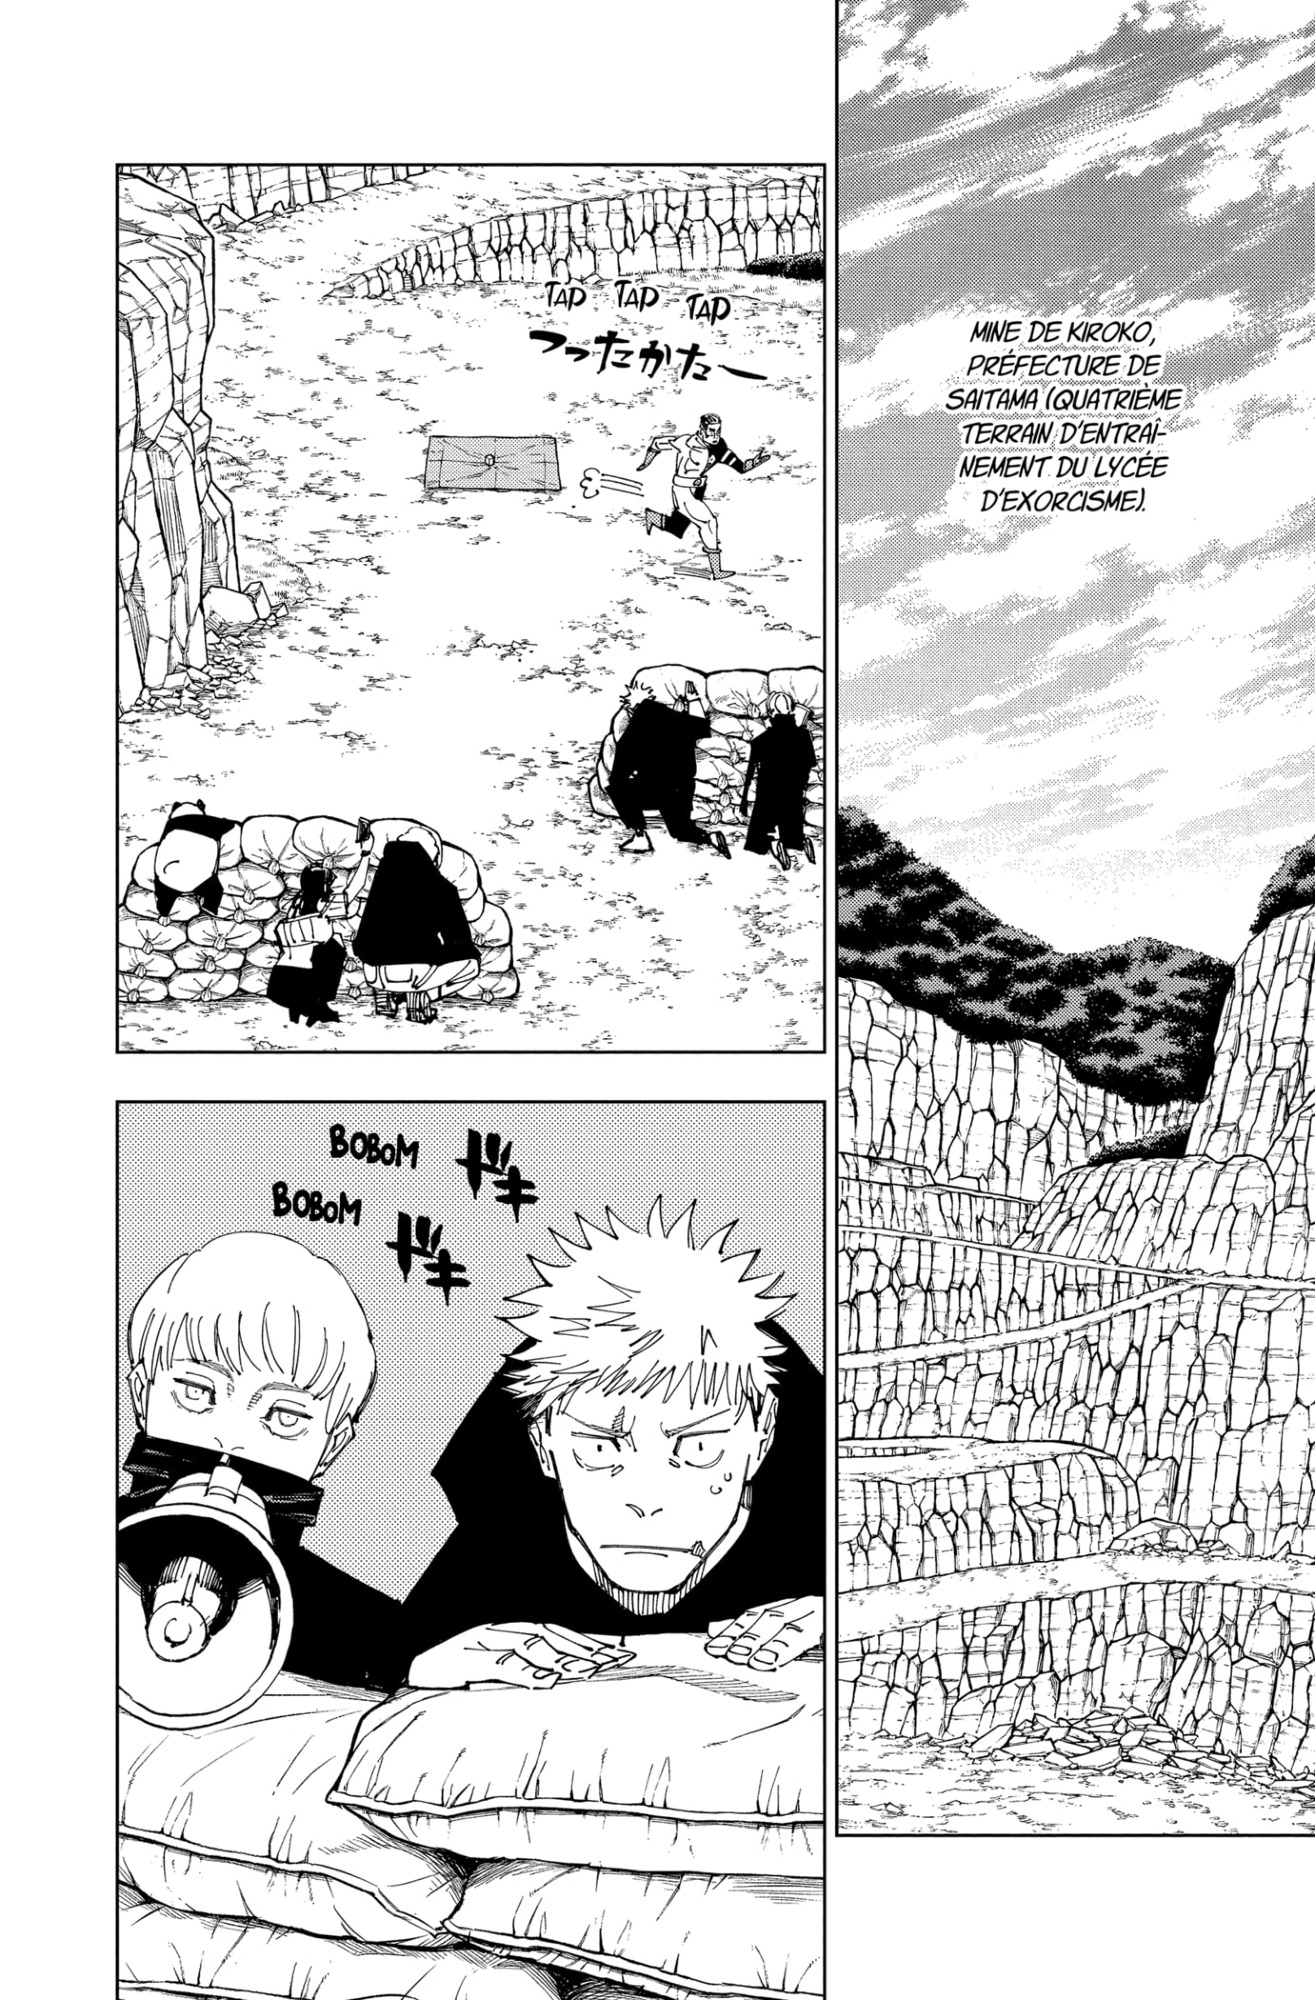 MINE DE KIROKO,
PRÉFECTURE DE
SAITAMA (QUATRIÈME
TERRAIN D'ENTRAÎ-
NEMENT DU LYCÉE
D'EXORCISME).
TAP TAP TAP
つったかたー
BOBOM
ドキ
BOBOM
ドキ